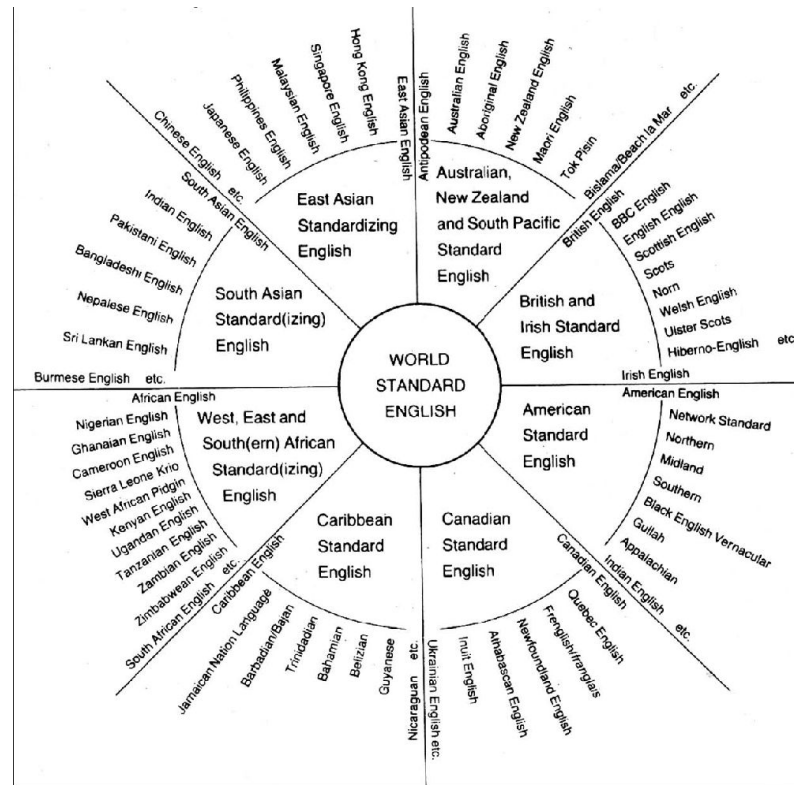 WORLD
STANDARD
ENGLISH
Australian,
New Zealand
and South Pacific
Standard
English
Antipodean English
Australian English
Aboriginal English
New Zealand English
Maori English
Tok Pisin
Bislama/Beach la Mar etc.
British and
Irish Standard
English
British English
BBC English
English English
Scottish English
Scots
Norn
Welsh English
Ulster Scots
Hiberno-English etc
Irish English
American
Standard
English
American English
Network Standard
Northern
Midland
Southern
Black English Vernacular
Gullah
Appalachian
Indian English etc.
Canadian
Standard
English
Canadian English
Quebec English
Frenglish/franglais
Newfoundland English
Athabascan English
Inuit English
Ukrainian English etc.
Caribbean
Standard
English
Caribbean English
Jamaican Nation Language
Barbadian/Bajan
Trinidadian
Bahamian
Belizian
Guyanese
Nicaraguan etc.
West, East and
South(ern) African
Standard(izing)
English
African English
Nigerian English
Ghanaian English
Cameroon English
Sierra Leone Krio
West African Pidgin
Kenyan English
Ugandan English
Tanzanian English
Zambian English
Zimbabwean English
South African English etc.
South Asian
Standard(izing)
English
South Asian English
Indian English
Pakistani English
Bangladeshi English
Nepalese English
Sri Lankan English
Burmese English etc.
East Asian
Standardizing
English
East Asian English
Hong Kong English
Singapore English
Malaysian English
Philippines English
Japanese English
Chinese English etc.